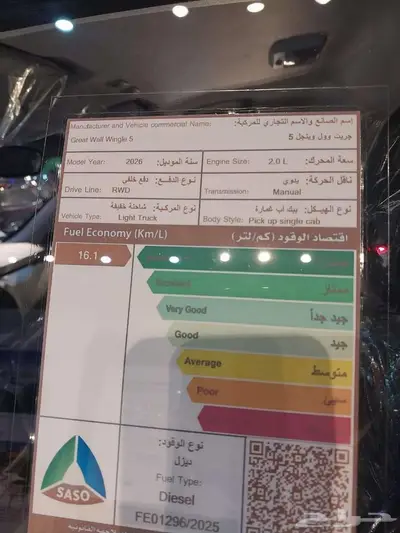 Manufacturer and Vehicle commercial Name: إسم الصانع والاسم التجاري للمركبة:
Great Wall Wingle 5 جريت وول وينجل 5
Model Year: 2026 سنة الموديل: Engine Size: 2.0 L سعة المحرك:
نوع الدفع: دفع خلفي
Drive Line: RWD
ناقل الحركة: يدوي
Transmission: Manual
نوع المركبة: شاحنة خفيفة
Vehicle Type: Light Truck
نوع الهيكل: بيك اب غمارة
Body Style: Pick up single cab
Fuel Economy (Km/L) اقتصاد الوقود (كم/لتر)
16.1
ممتاز
Very Good جيد جداً
Good جيد
Average متوسط
Poor سيئ
نوع الوقود:
ديزل
Fuel Type:
Diesel
FE01296/2025
SASO
حراج